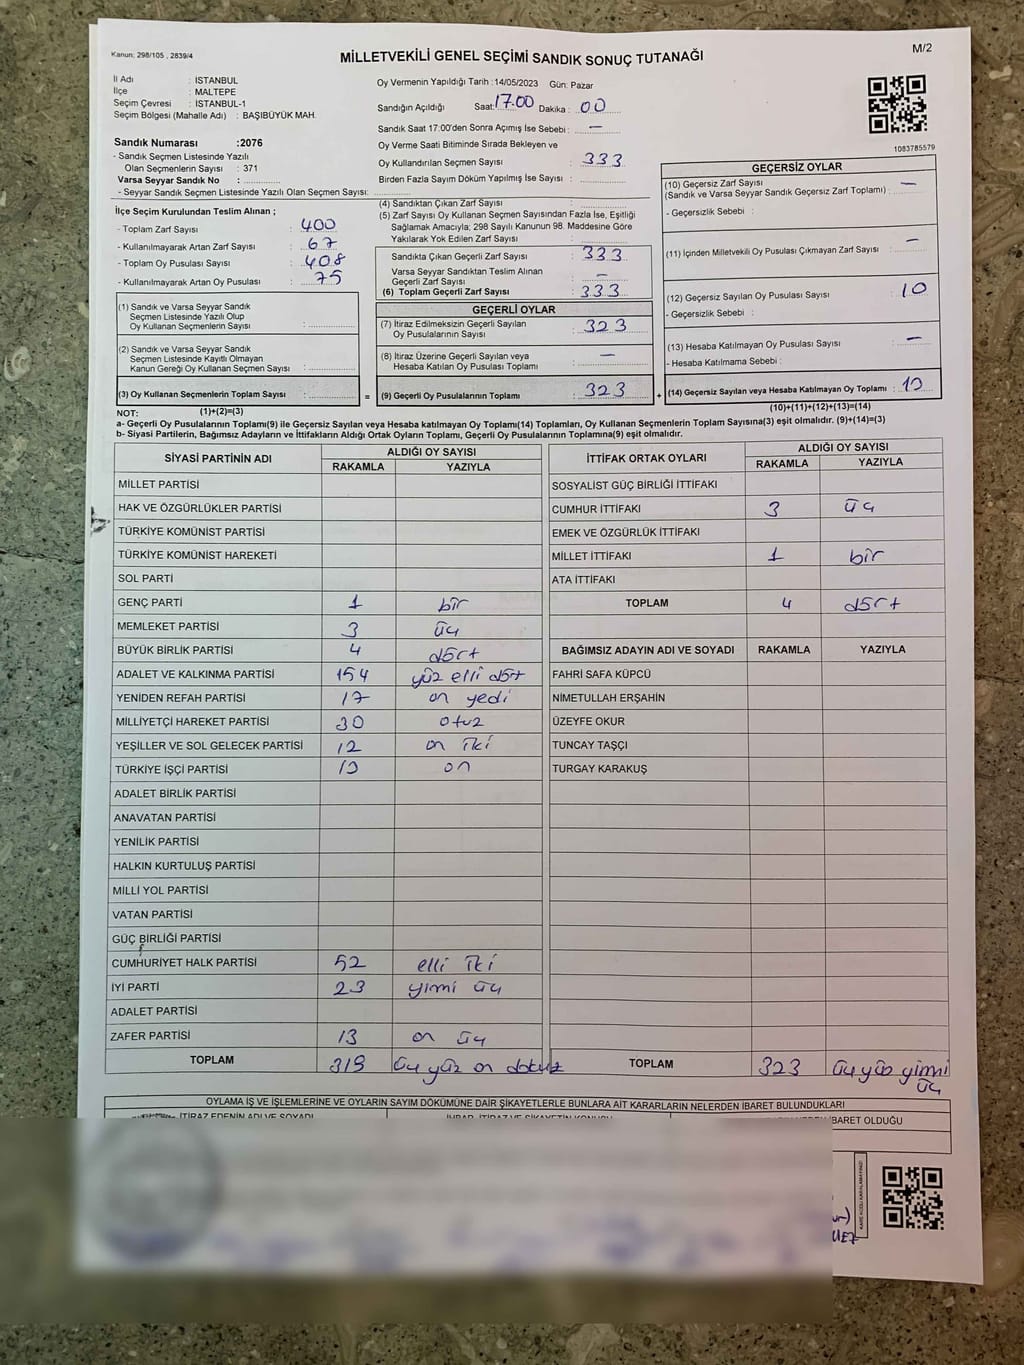 Kanun: 298/105 , 2839/4
MİLLETVEKİLİ GENEL SEÇİMİ SANDIK SONUÇ TUTANAĞI
M/2
İl Adı : İSTANBUL
İlçe : MALTEPE
Seçim Çevresi : İSTANBUL-1
Seçim Bölgesi (Mahalle Adı) : BAŞIBÜYÜK MAH.
Sandık Numarası :2076
- Sandık Seçmen Listesinde Yazılı
Olan Seçmenlerin Sayısı : 371
Varsa Seyyar Sandık No :
- Seyyar Sandık Seçmen Listesinde Yazılı Olan Seçmen Sayısı:
İlçe Seçim Kurulundan Teslim Alınan ;
- Toplam Zarf Sayısı : 400
- Kullanılmayarak Artan Zarf Sayısı : 67
- Toplam Oy Pusulası Sayısı : 408
- Kullanılmayarak Artan Oy Pusulası : 75
(1) Sandık ve Varsa Seyyar Sandık
Seçmen Listesinde Yazılı Olup
Oy Kullanan Seçmenlerin Sayısı :
(2) Sandık ve Varsa Seyyar Sandık
Seçmen Listesinde Kayıtlı Olmayan
Kanun Gereği Oy Kullanan Seçmen Sayısı :
(3) Oy Kullanan Seçmenlerin Toplam Sayısı :
(1)+(2)=(3)
Oy Vermenin Yapıldığı Tarih :14/05/2023 Gün: Pazar
Sandığın Açıldığı Saat: 17.00 Dakika : 00
Sandık Saat 17:00'den Sonra Açımış İse Sebebi : —
Oy Verme Saati Bitiminde Sırada Bekleyen ve
Oy Kullandırılan Seçmen Sayısı : 333
Birden Fazla Sayım Döküm Yapılmış İse Sayısı :
(4) Sandıktan Çıkan Zarf Sayısı :
(5) Zarf Sayısı Oy Kullanan Seçmen Sayısından Fazla İse, Eşitliği
Sağlamak Amacıyla; 298 Sayılı Kanunun 98. Maddesine Göre
Yakılarak Yok Edilen Zarf Sayısı :
Sandıkta Çıkan Geçerli Zarf Sayısı : 333
Varsa Seyyar Sandıktan Teslim Alınan
Geçerli Zarf Sayısı : —
(6) Toplam Geçerli Zarf Sayısı : 333
GEÇERLİ OYLAR
(7) İtiraz Edilmeksizin Geçerli Sayılan
Oy Pusulalarının Sayısı : 323
(8) İtiraz Üzerine Geçerli Sayılan veya
Hesaba Katılan Oy Pusulası Toplamı : —
= (9) Geçerli Oy Pusulalarının Toplamı : 323 +
1083785579
GEÇERSİZ OYLAR
(10) Geçersiz Zarf Sayısı
(Sandık ve Varsa Seyyar Sandık Geçersiz Zarf Toplamı) : —
- Geçersizlik Sebebi :
(11) İçinden Milletvekili Oy Pusulası Çıkmayan Zarf Sayısı : —
(12) Geçersiz Sayılan Oy Pusulası Sayısı : 10
- Geçersizlik Sebebi :
(13) Hesaba Katılmayan Oy Pusulası Sayısı : —
- Hesaba Katılmama Sebebi :
(14) Geçersiz Sayılan veya Hesaba Katılmayan Oy Toplamı : 10
(10)+(11)+(12)+(13)=(14)
NOT:
a- Geçerli Oy Pusulalarının Toplamı(9) ile Geçersiz Sayılan veya Hesaba katılmayan Oy Toplamı(14) Toplamları, Oy Kullanan Seçmenlerin Toplam Sayısına(3) eşit olmalıdır. (9)+(14)=(3)
b- Siyasi Partilerin, Bağımsız Adayların ve İttifakların Aldığı Ortak Oyların Toplamı, Geçerli Oy Pusulalarının Toplamına(9) eşit olmalıdır.
SİYASİ PARTİNİN ADI ALDIĞI OY SAYISI
RAKAMLA YAZIYLA
MİLLET PARTİSİ
HAK VE ÖZGÜRLÜKLER PARTİSİ
TÜRKİYE KOMÜNİST PARTİSİ
TÜRKİYE KOMÜNİST HAREKETİ
SOL PARTİ
GENÇ PARTİ 1 bir
MEMLEKET PARTİSİ 3 üç
BÜYÜK BİRLİK PARTİSİ 4 dört
ADALET VE KALKINMA PARTİSİ 154 yüz elli dört
YENİDEN REFAH PARTİSİ 17 on yedi
MİLLİYETÇİ HAREKET PARTİSİ 30 otuz
YEŞİLLER VE SOL GELECEK PARTİSİ 12 on iki
TÜRKİYE İŞÇİ PARTİSİ 10 on
ADALET BİRLİK PARTİSİ
ANAVATAN PARTİSİ
YENİLİK PARTİSİ
HALKIN KURTULUŞ PARTİSİ
MİLLİ YOL PARTİSİ
VATAN PARTİSİ
GÜÇ BİRLİĞİ PARTİSİ
CUMHURİYET HALK PARTİSİ 52 elli iki
İYİ PARTİ 23 yimi üç
ADALET PARTİSİ
ZAFER PARTİSİ 13 on üç
TOPLAM 319 üç yüz on dokuz
İTTİFAK ORTAK OYLARI ALDIĞI OY SAYISI
RAKAMLA YAZIYLA
SOSYALİST GÜÇ BİRLİĞİ İTTİFAKI
CUMHUR İTTİFAKI 3 üç
EMEK VE ÖZGÜRLÜK İTTİFAKI
MİLLET İTTİFAKI 1 bir
ATA İTTİFAKI
TOPLAM 4 dört
BAĞIMSIZ ADAYIN ADI VE SOYADI RAKAMLA YAZIYLA
FAHRİ SAFA KÜPCÜ
NİMETULLAH ERŞAHİN
ÜZEYFE OKUR
TUNCAY TAŞÇI
TURGAY KARAKUŞ
TOPLAM 323 üç yüz yimi
üç
OYLAMA İŞ VE İŞLEMLERİNE VE OYLARIN SAYIM DÖKÜMÜNE DAİR ŞİKAYETLERLE BUNLARA AİT KARARLARIN NELERDEN İBARET BULUNDUKLARI
İTİRAZ EDENİN ADI VE SOYADI İHBAR, İTİRAZ VE ŞİKAYETİN KONUSU İBARET OLDUĞU